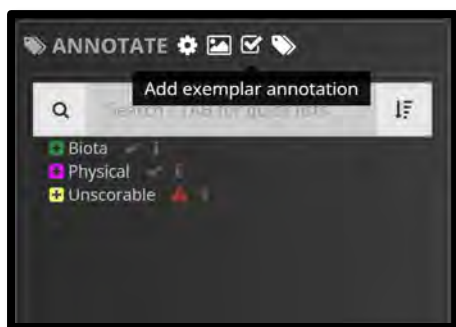 ANNOTATE
Add exemplar annotation
Biota
Physical
Unscorable